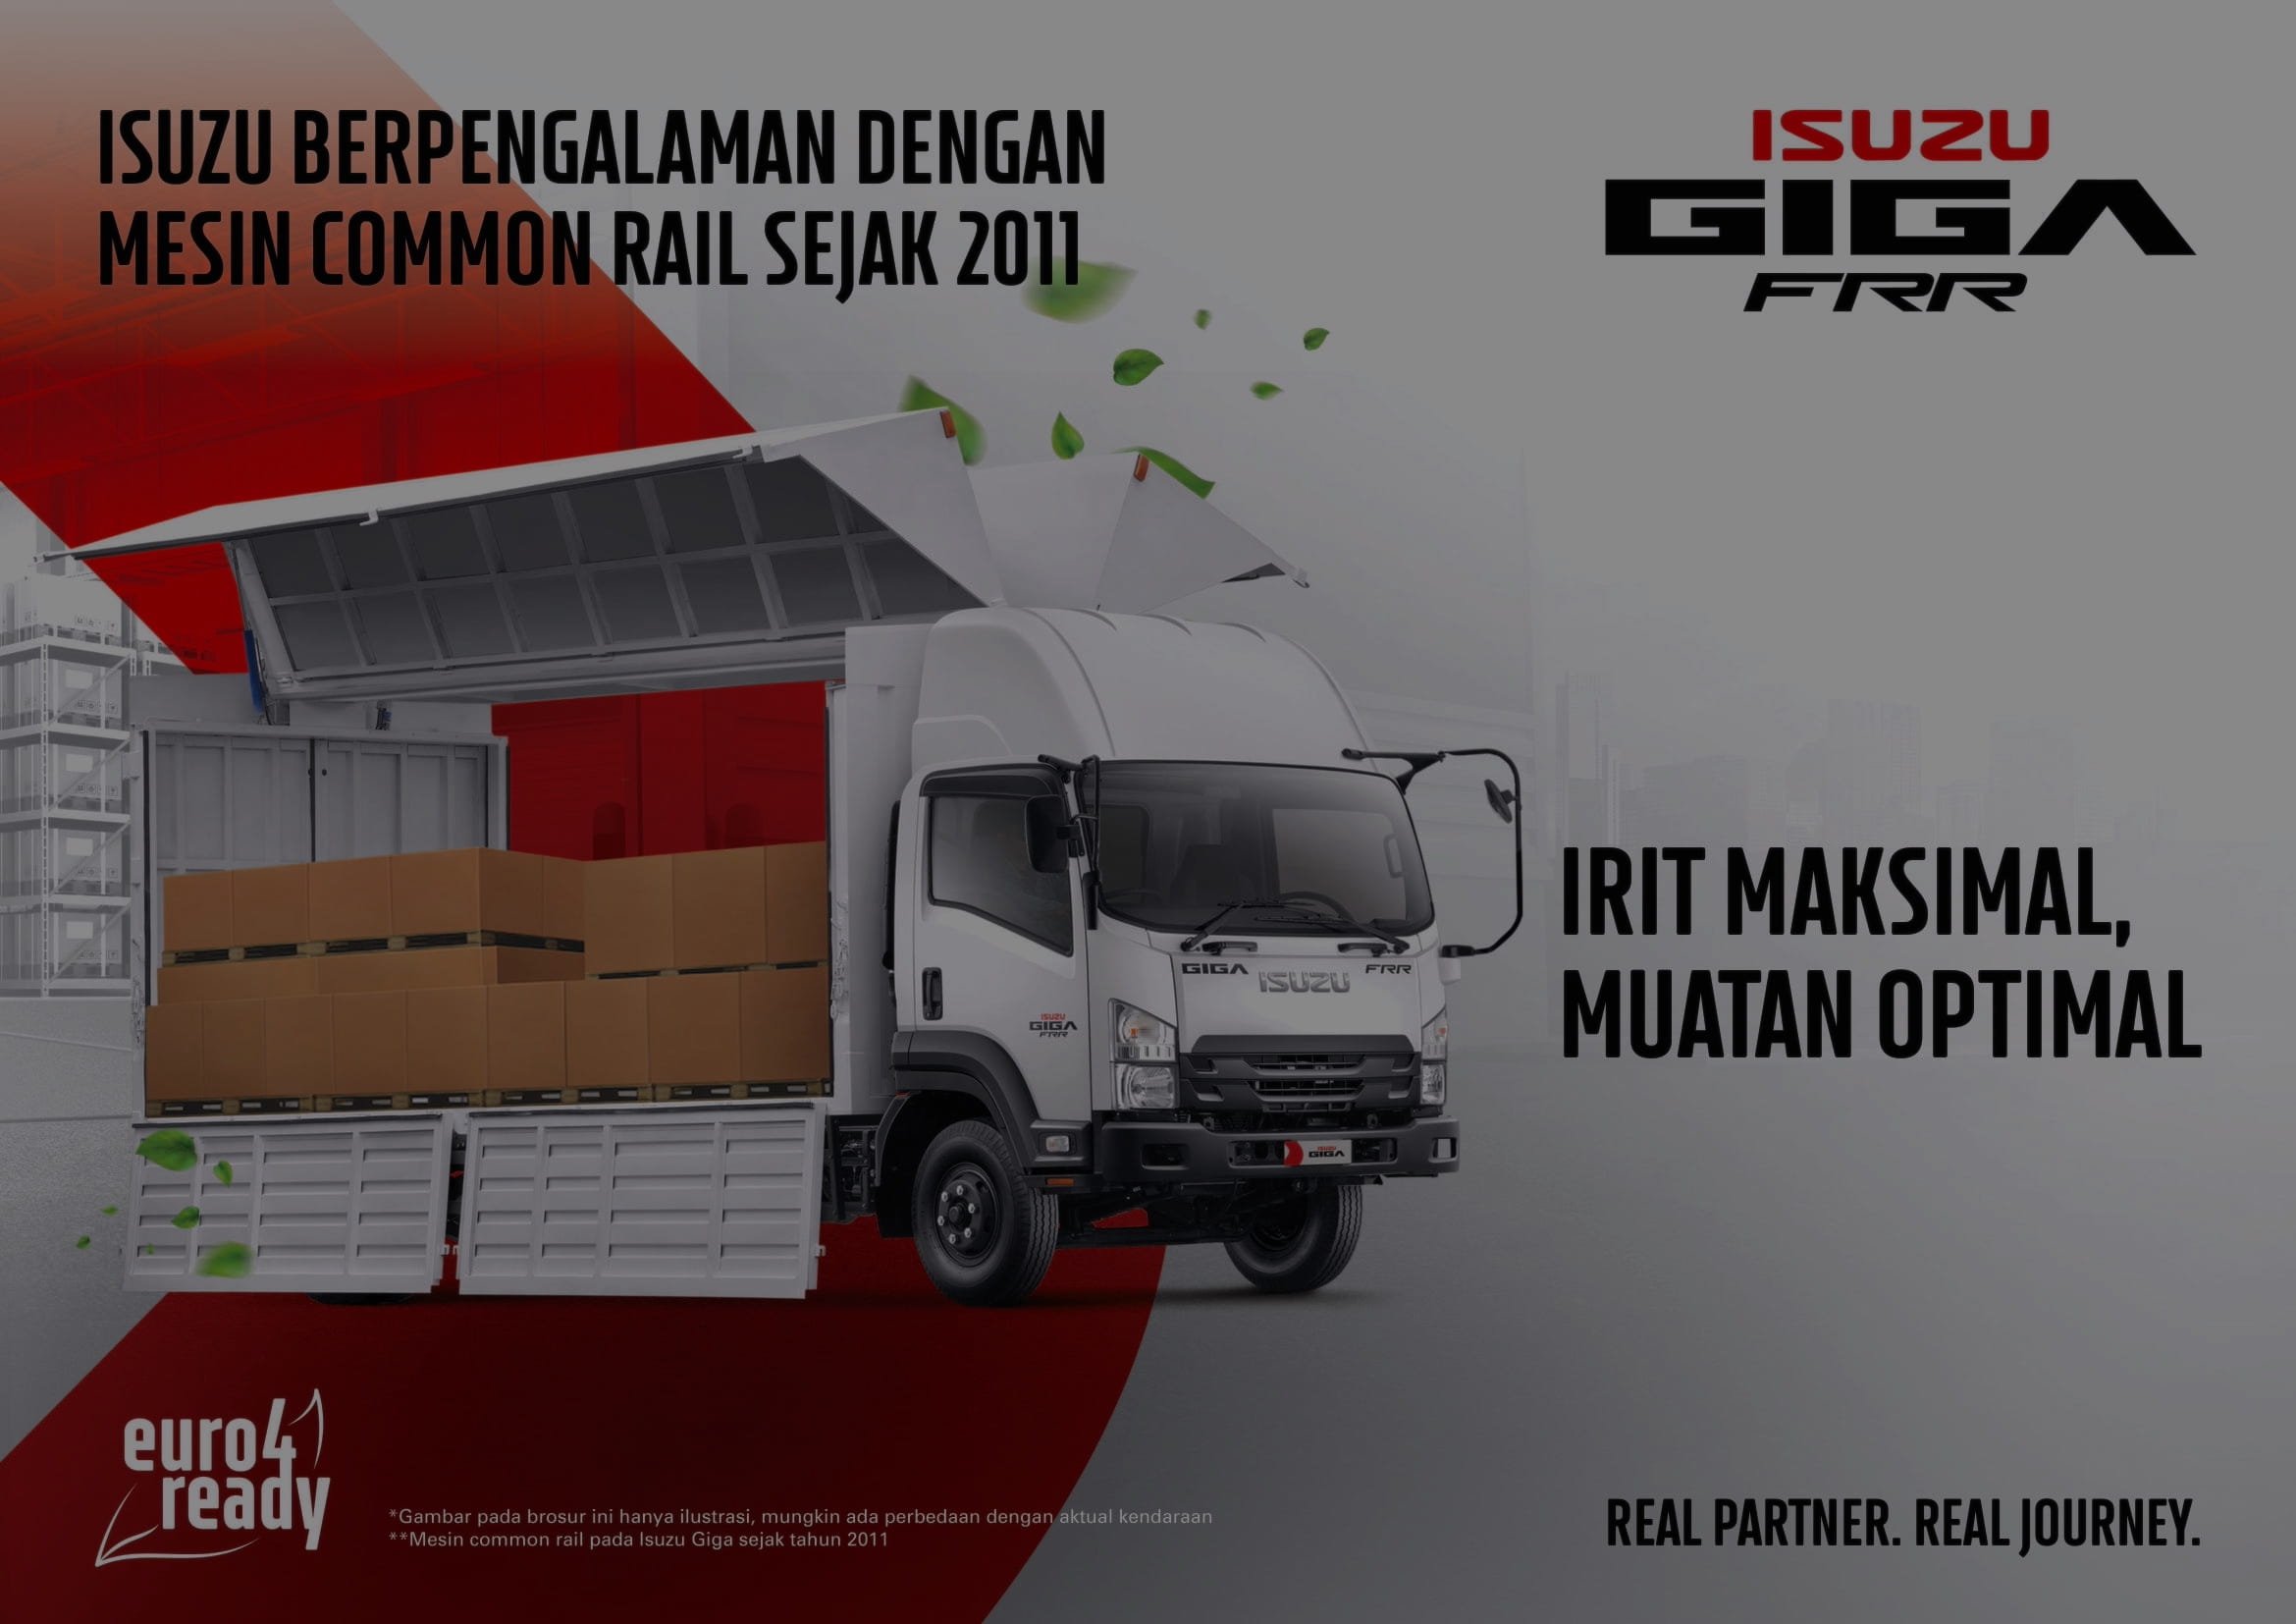 ISUZU BERPENGALAMAN DENGAN
MESIN COMMON RAIL SEJAK 2011
ISUZU
GIGA
FRR
IRIT MAKSIMAL,
MUATAN OPTIMAL
GIGA ISUZU FRR
ISUZU
GIGA
FRR
ISUZU
GIGA
euro4
ready
*Gambar pada brosur ini hanya ilustrasi, mungkin ada perbedaan dengan aktual kendaraan
**Mesin common rail pada Isuzu Giga sejak tahun 2011
REAL PARTNER. REAL JOURNEY.